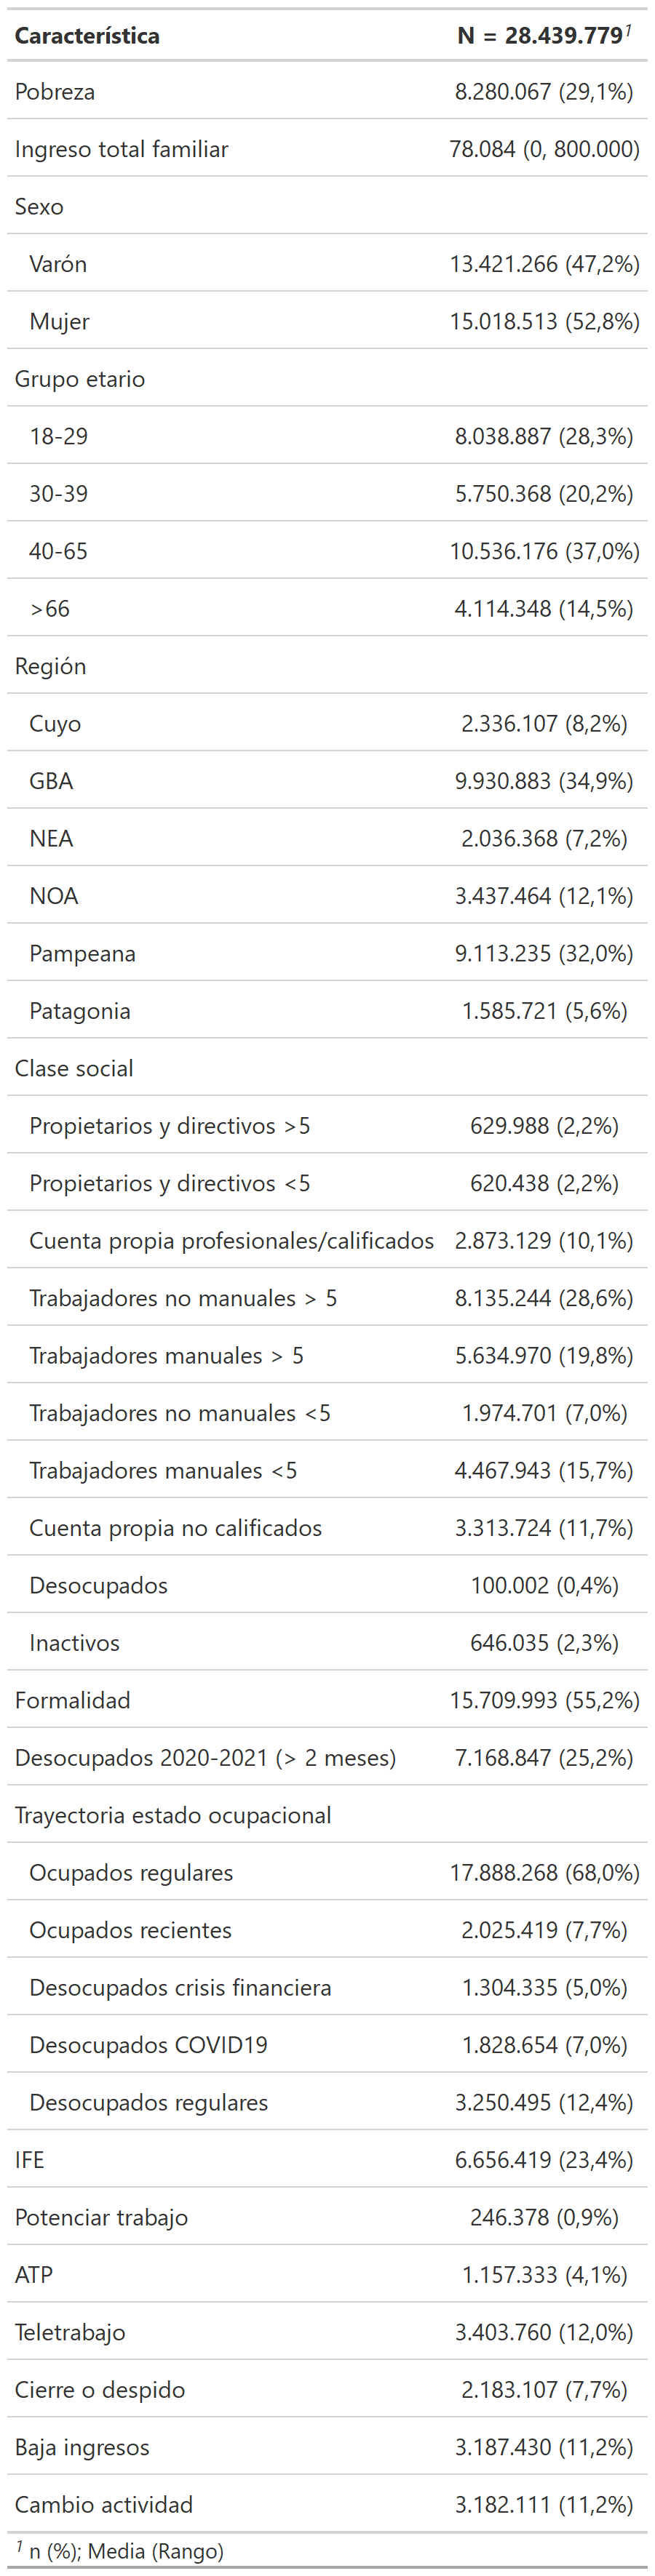 Característica N = 28.439.779¹
Pobreza 8.280.067 (29,1%)
Ingreso total familiar 78.084 (0, 800.000)
Sexo
Varón 13.421.266 (47,2%)
Mujer 15.018.513 (52,8%)
Grupo etario
18-29 8.038.887 (28,3%)
30-39 5.750.368 (20,2%)
40-65 10.536.176 (37,0%)
>66 4.114.348 (14,5%)
Región
Cuyo 2.336.107 (8,2%)
GBA 9.930.883 (34,9%)
NEA 2.036.368 (7,2%)
NOA 3.437.464 (12,1%)
Pampeana 9.113.235 (32,0%)
Patagonia 1.585.721 (5,6%)
Clase social
Propietarios y directivos >5 629.988 (2,2%)
Propietarios y directivos <5 620.438 (2,2%)
Cuenta propia profesionales/calificados 2.873.129 (10,1%)
Trabajadores no manuales > 5 8.135.244 (28,6%)
Trabajadores manuales > 5 5.634.970 (19,8%)
Trabajadores no manuales <5 1.974.701 (7,0%)
Trabajadores manuales <5 4.467.943 (15,7%)
Cuenta propia no calificados 3.313.724 (11,7%)
Desocupados 100.002 (0,4%)
Inactivos 646.035 (2,3%)
Formalidad 15.709.993 (55,2%)
Desocupados 2020-2021 (> 2 meses) 7.168.847 (25,2%)
Trayectoria estado ocupacional
Ocupados regulares 17.888.268 (68,0%)
Ocupados recientes 2.025.419 (7,7%)
Desocupados crisis financiera 1.304.335 (5,0%)
Desocupados COVID19 1.828.654 (7,0%)
Desocupados regulares 3.250.495 (12,4%)
IFE 6.656.419 (23,4%)
Potenciar trabajo 246.378 (0,9%)
ATP 1.157.333 (4,1%)
Teletrabajo 3.403.760 (12,0%)
Cierre o despido 2.183.107 (7,7%)
Baja ingresos 3.187.430 (11,2%)
Cambio actividad 3.182.111 (11,2%)
¹ n (%); Media (Rango)